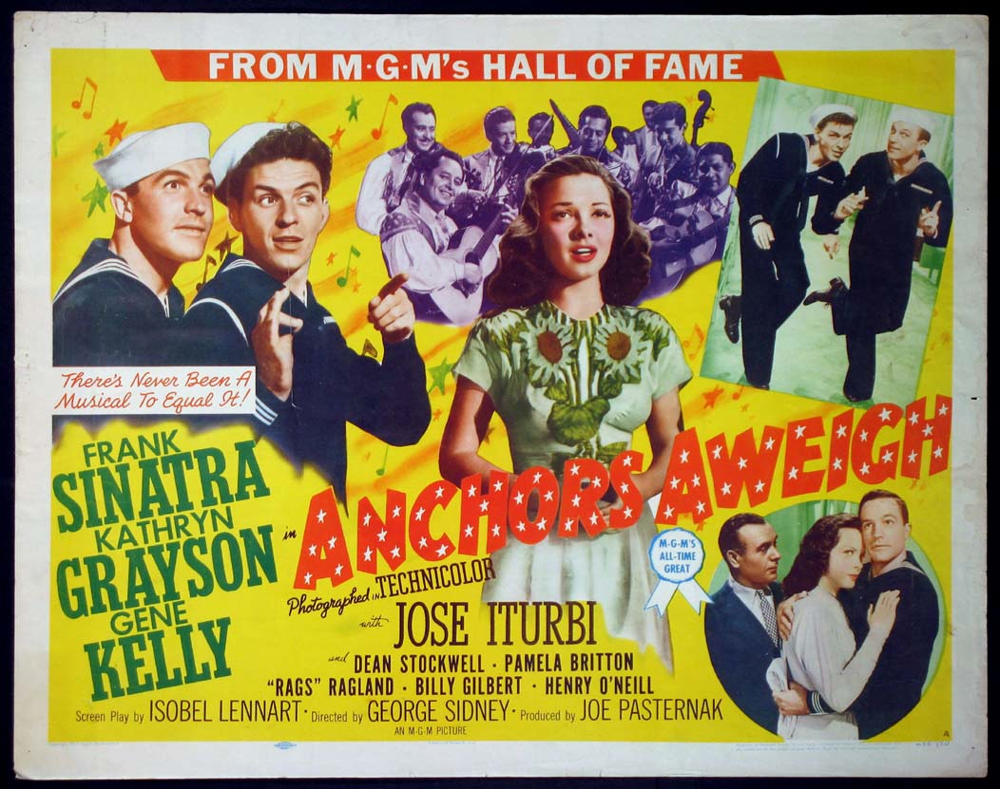 FROM M·G·M's HALL OF FAME
There's Never Been A
Musical To Equal It!
FRANK
SINATRA
KATHRYN
GRAYSON
GENE
KELLY
in
ANCHORS AWEIGH
M·G·M'S
ALL-TIME
GREAT
Photographed IN TECHNICOLOR
with JOSE ITURBI
and DEAN STOCKWELL · PAMELA BRITTON
"RAGS" RAGLAND · BILLY GILBERT · HENRY O'NEILL
Screen Play by ISOBEL LENNART · Directed by GEORGE SIDNEY · Produced by JOE PASTERNAK
AN M·G·M PICTURE
A